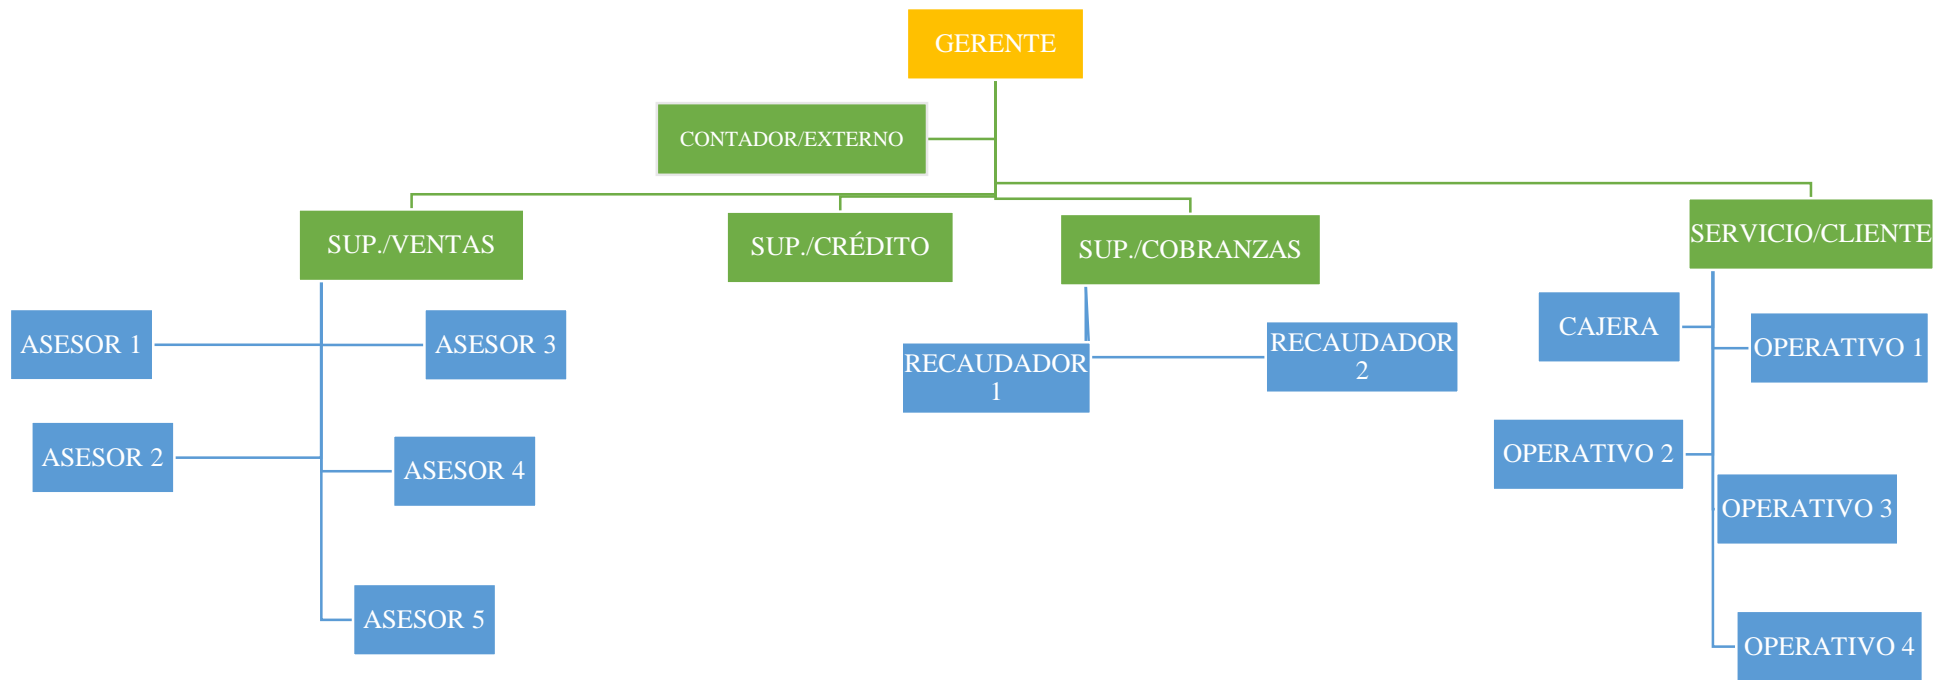 GERENTE
CONTADOR/EXTERNO
SUP./VENTAS
SUP./CRÉDITO
SUP./COBRANZAS
SERVICIO/CLIENTE
ASESOR 1
ASESOR 3
ASESOR 2
ASESOR 4
ASESOR 5
RECAUDADOR
1
RECAUDADOR
2
CAJERA
OPERATIVO 1
OPERATIVO 2
OPERATIVO 3
OPERATIVO 4